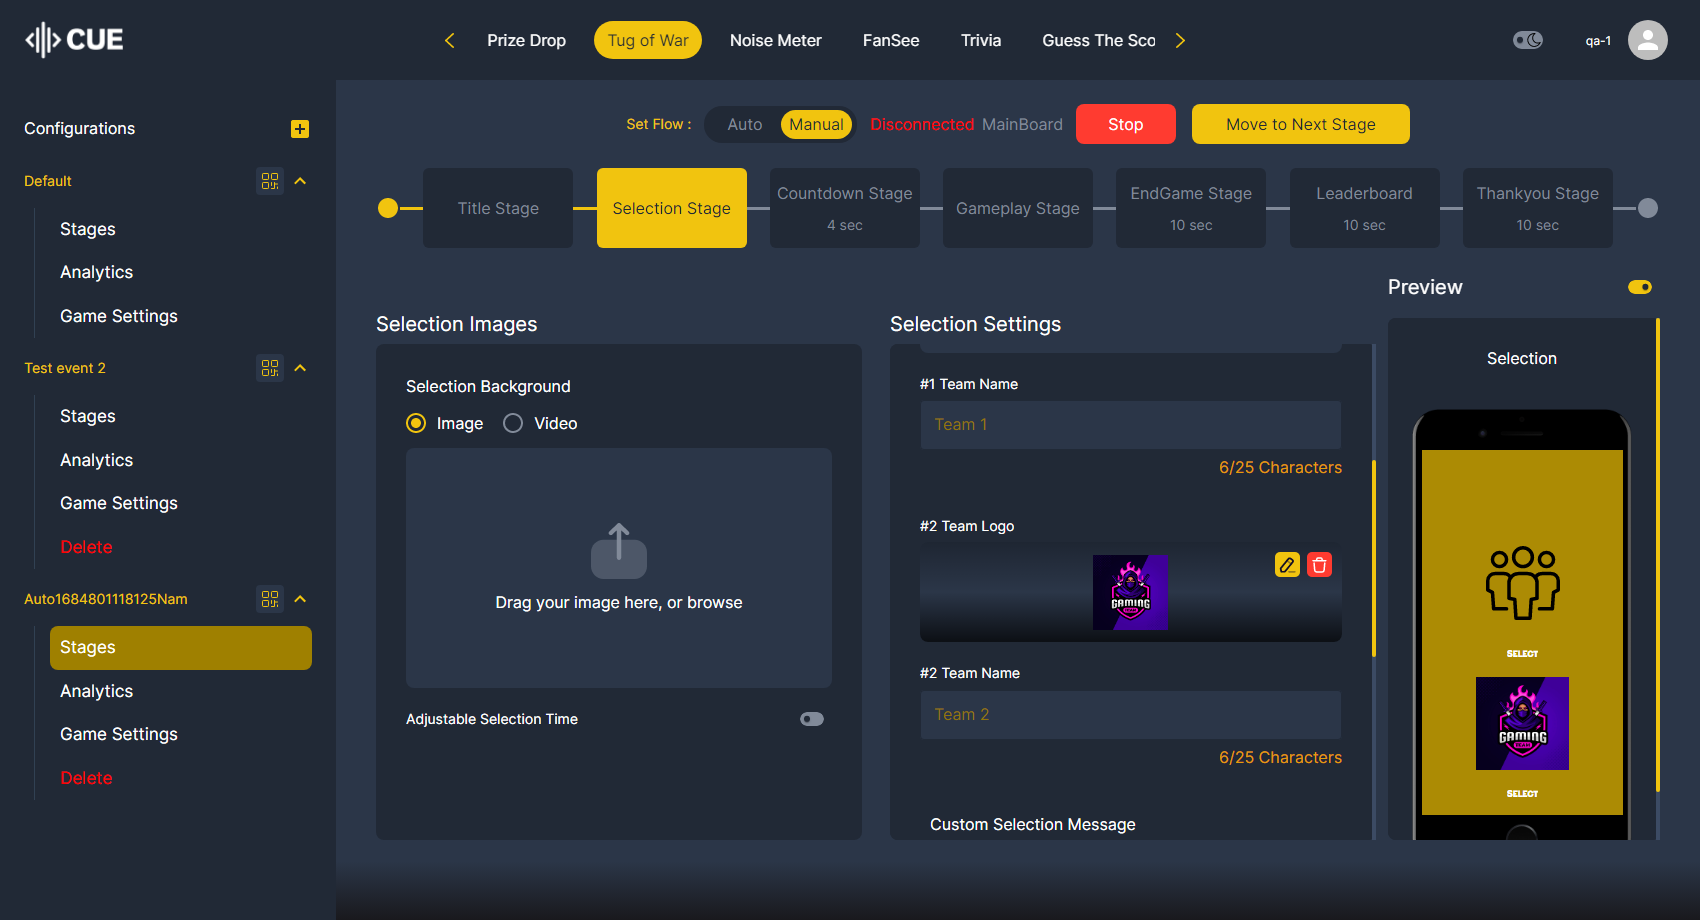 CUE
Prize Drop
Tug of War
Noise Meter
FanSee
Trivia
Guess The Sco
qa-1
Configurations
Default
Stages
Analytics
Game Settings
Test event 2
Stages
Analytics
Game Settings
Delete
Auto1684801118125Nam
Stages
Analytics
Game Settings
Delete
Set Flow :
Auto
Manual
Disconnected MainBoard
Stop
Move to Next Stage
Title Stage
Selection Stage
Countdown Stage
4 sec
Gameplay Stage
EndGame Stage
10 sec
Leaderboard
10 sec
Thankyou Stage
10 sec
Selection Images
Selection Background
Image
Video
Drag your image here, or browse
Adjustable Selection Time
Selection Settings
#1 Team Name
Team 1
6/25 Characters
#2 Team Logo
GAMING
#2 Team Name
Team 2
6/25 Characters
Custom Selection Message
Preview
Selection
SELECT
GAMING
SELECT